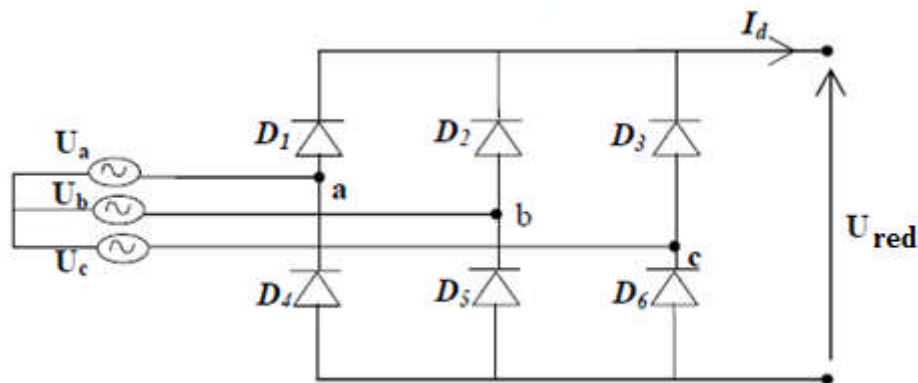 I_d
D_1
D_2
D_3
U_a
a
U_b
b
U_c
c
U_red
D_4
D_5
D_6